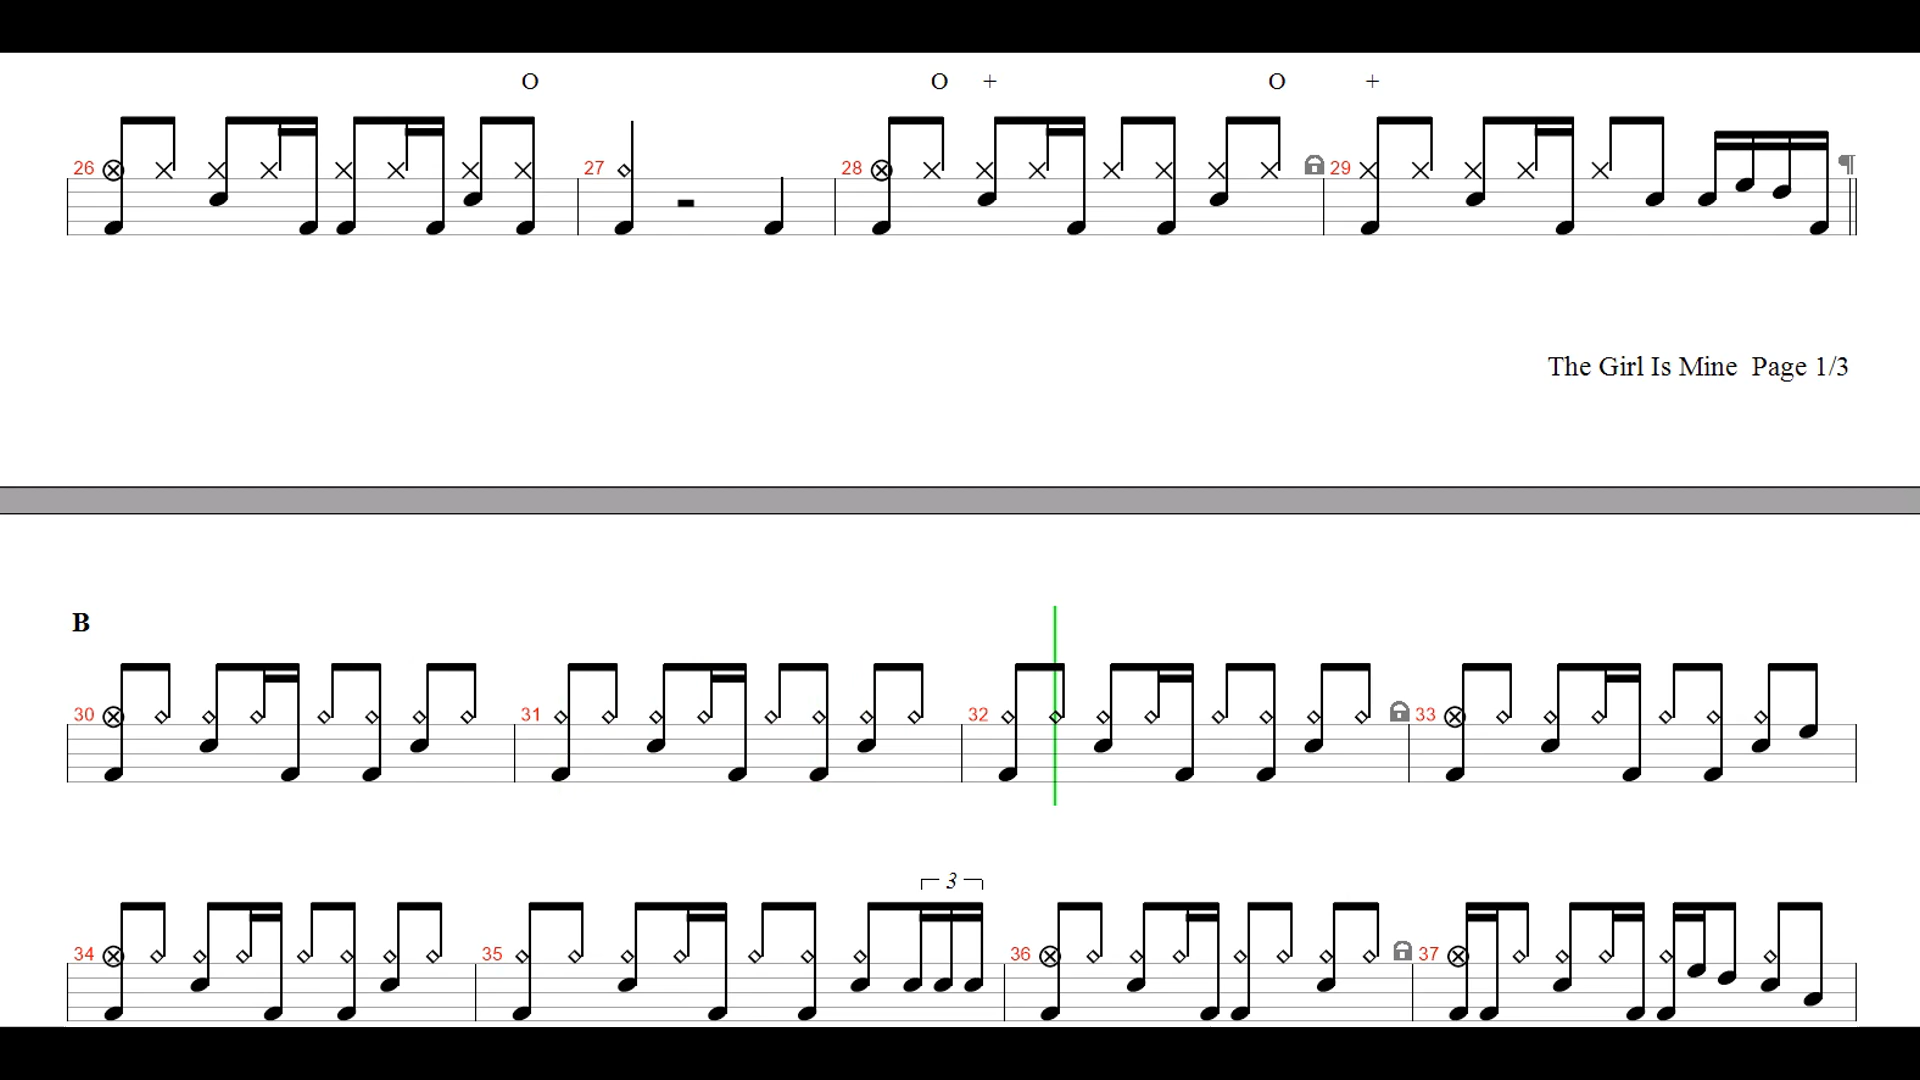 O O + O +
26 27 28 29 ¶
The Girl Is Mine Page 1/3
B
30 31 32 33
3
34 35 36 37